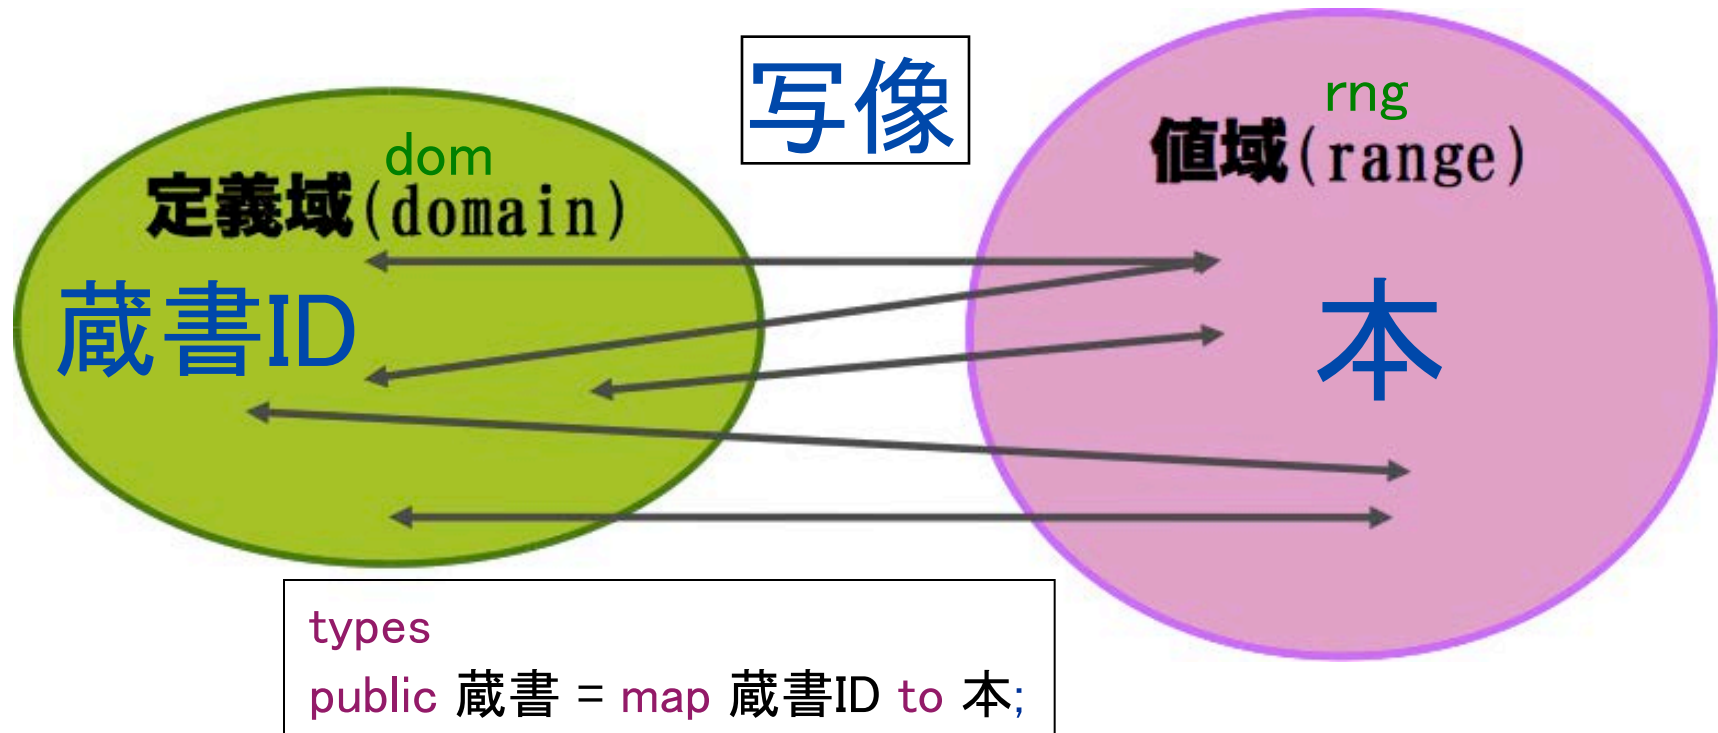 写像
dom
定義域(domain)
蔵書ID
rng
値域(range)
本
types
public 蔵書 = map 蔵書ID to 本;